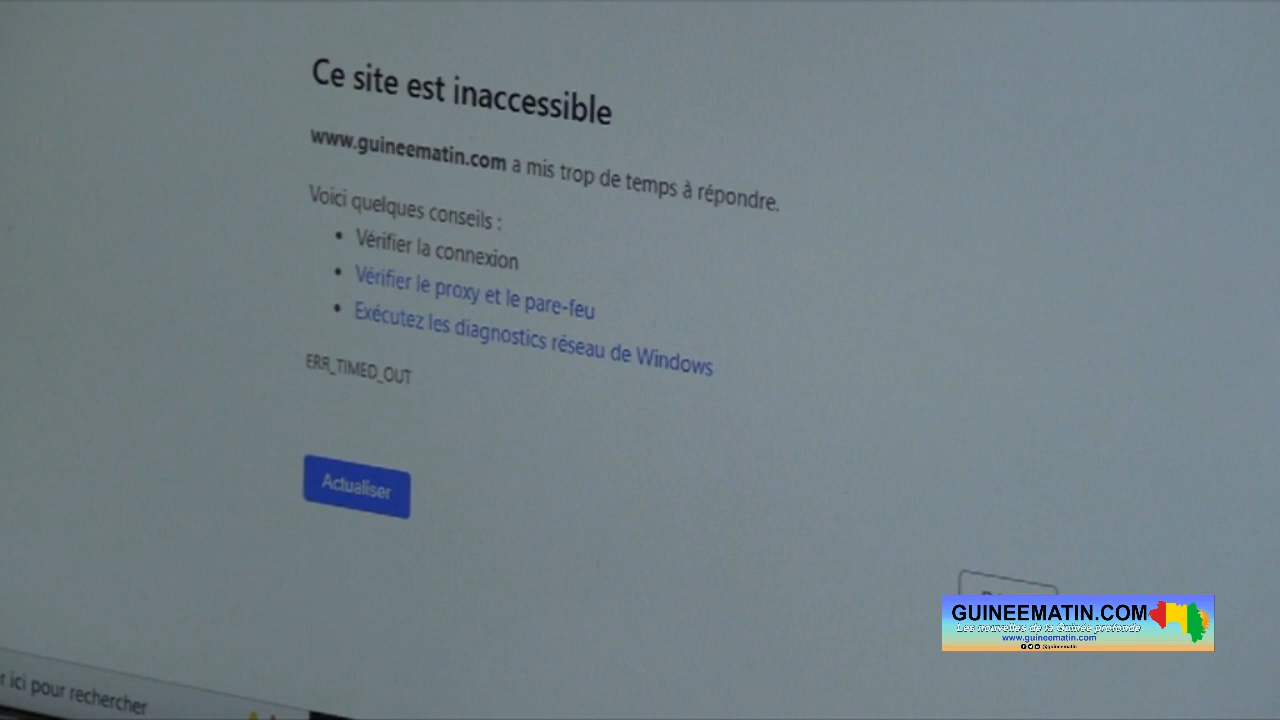 Ce site est inaccessible
www.guineematin.com a mis trop de temps à répondre.
Voici quelques conseils :
• Vérifier la connexion
• Vérifier le proxy et le pare-feu
• Exécutez les diagnostics réseau de Windows
ERR_TIMED_OUT
Actualiser
GUINEEMATIN.COM
Les nouvelles de la Guinée profonde
www.guineematin.com
@guineematin
ici pour rechercher